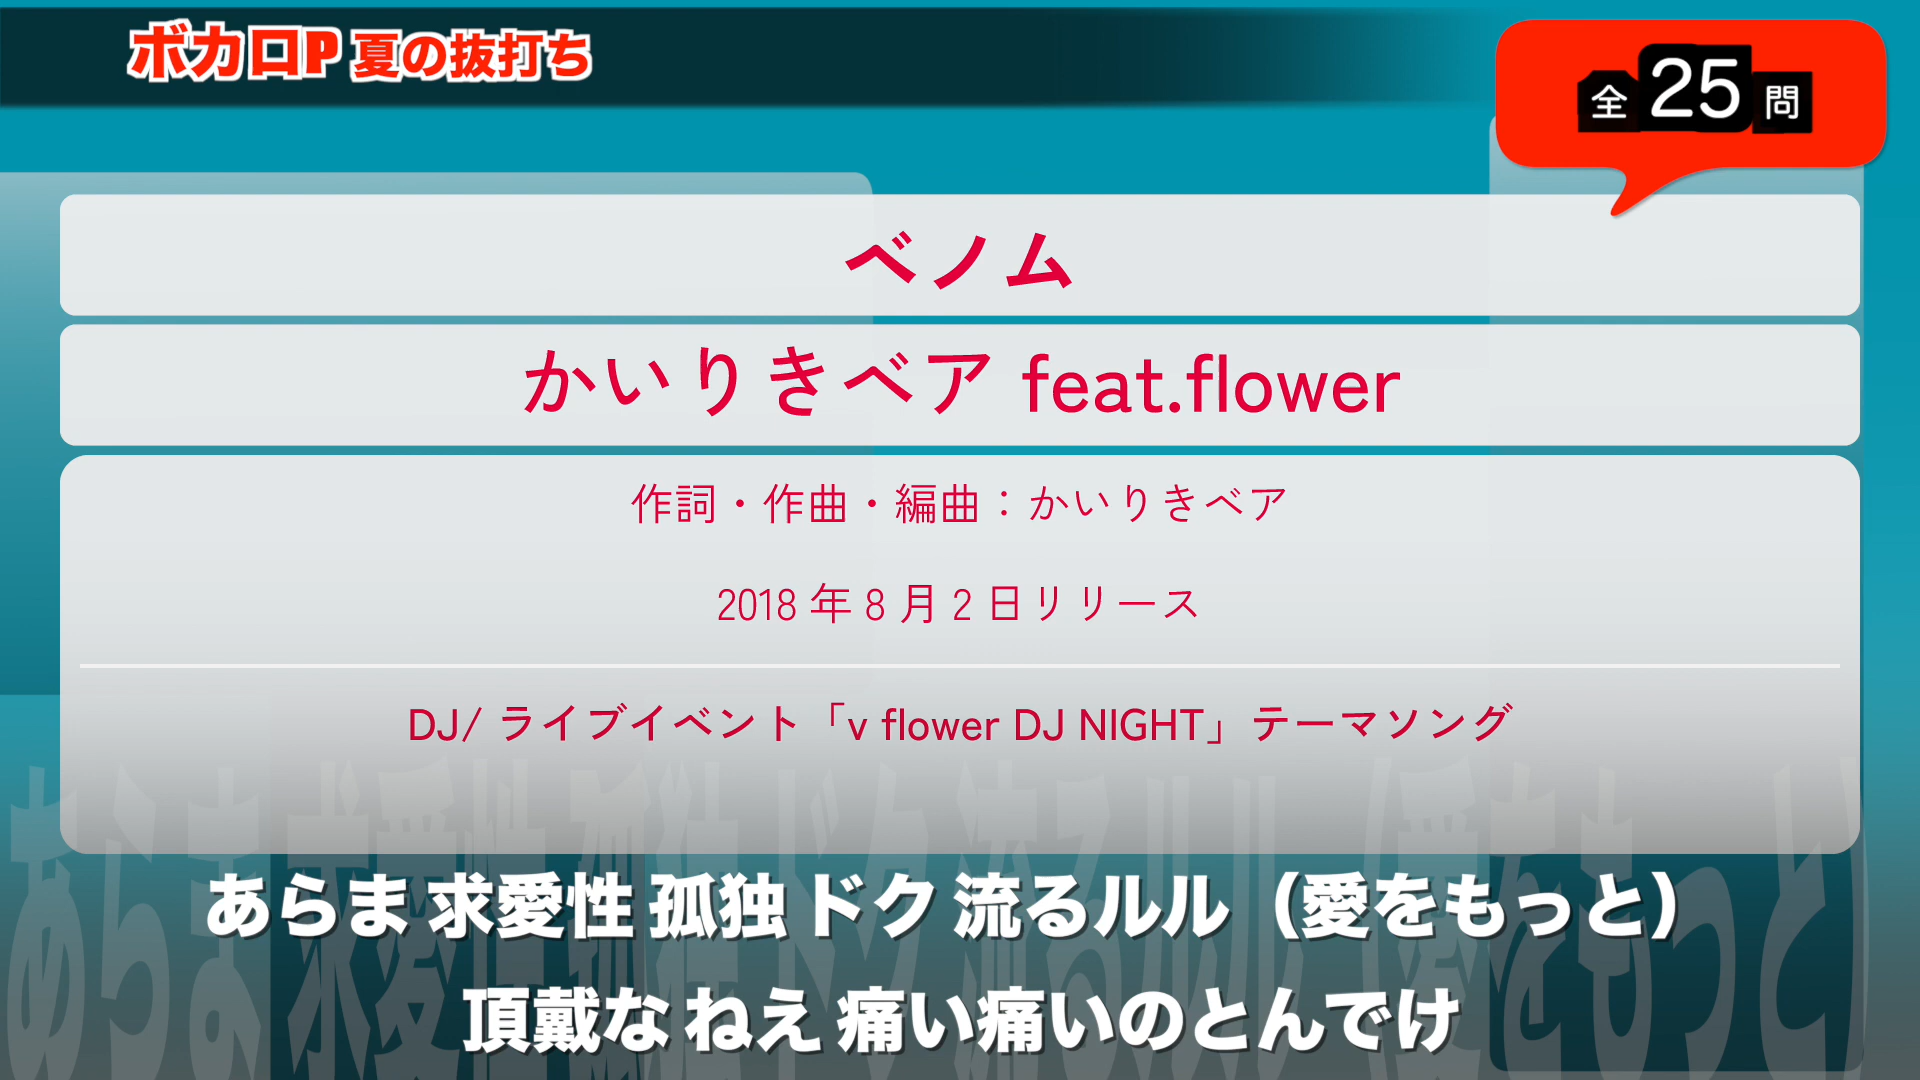 ボカロP 夏の抜打ち
全25問
ベノム
かいりきベア feat.flower
作詞・作曲・編曲：かいりきベア
2018年8月2日リリース
DJ/ ライブイベント「v flower DJ NIGHT」テーマソング
あらま 求愛性 孤独 ドク 流るルル（愛をもっと）
頂戴な ねえ 痛い痛いのとんでけ